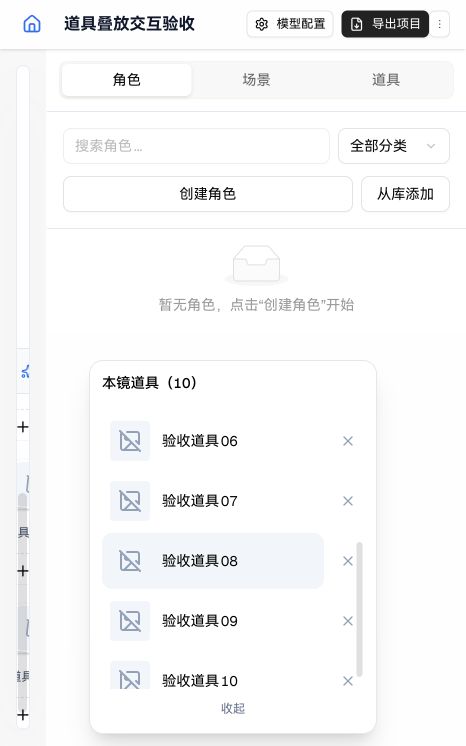 道具叠放交互验收
模型配置
导出项目
角色
场景
道具
搜索角色...
全部分类
创建角色
从库添加
暂无角色，点击“创建角色”开始
本镜道具（10）
验收道具06
验收道具07
验收道具08
验收道具09
验收道具10
收起
具
道具